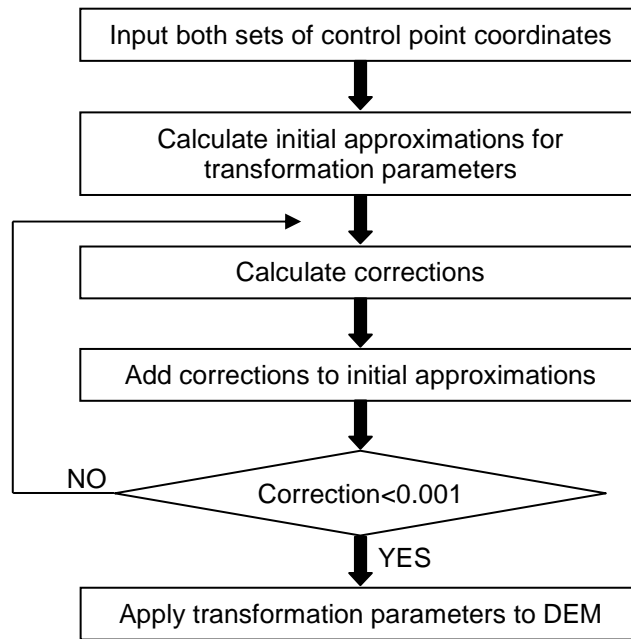 Input both sets of control point coordinates
Calculate initial approximations for
transformation parameters
Calculate corrections
Add corrections to initial approximations
NO
Correction<0.001
YES
Apply transformation parameters to DEM